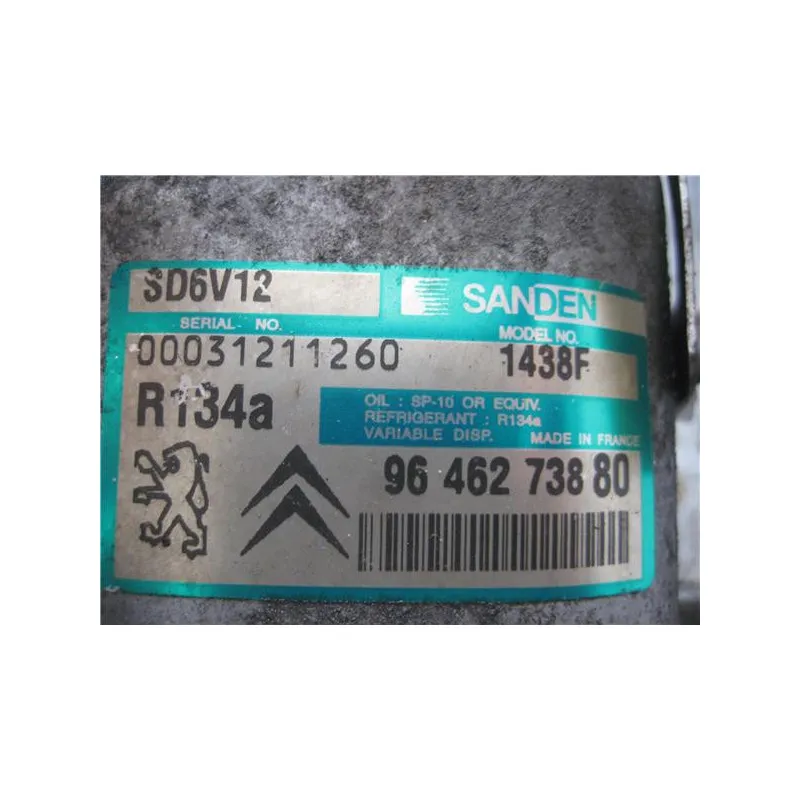 SD6V12
SANDEN
SERIAL NO.
MODEL NO.
00031211260
1438F
R134a
OIL : SP-10 OR EQUIV.
REFRIGERANT : R134a
VARIABLE DISP. MADE IN FRANCE
96 462 738 80